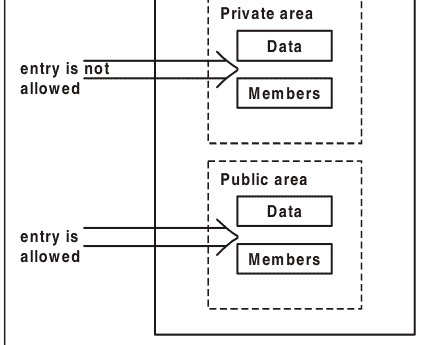 Private area
Data
entry is not
allowed
Members
Public area
Data
entry is
allowed
Members